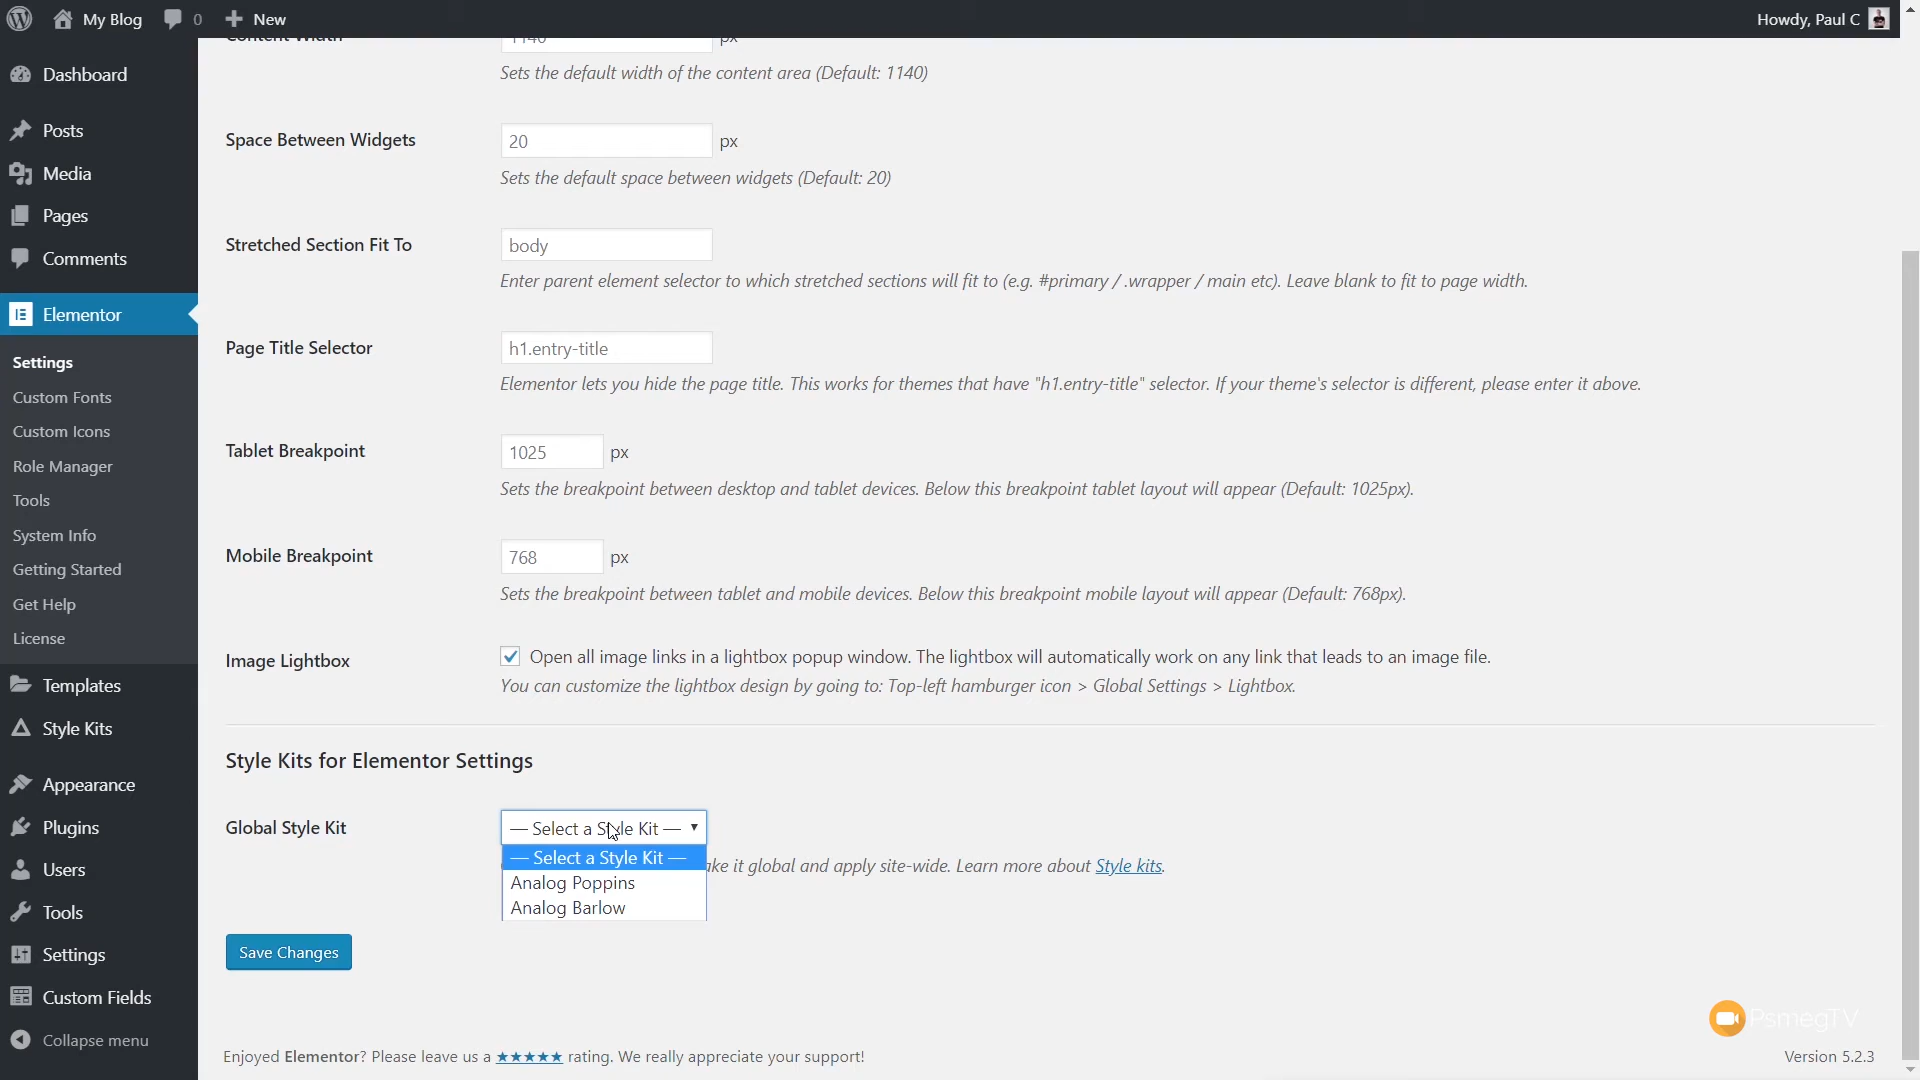 My Blog
0
New
Howdy, Paul C
Dashboard
Posts
Media
Pages
Comments
Elementor
Settings
Custom Fonts
Custom Icons
Role Manager
Tools
System Info
Getting Started
Get Help
License
Templates
Style Kits
Appearance
Plugins
Users
Tools
Settings
Custom Fields
Collapse menu
Content Width
1140 px
Sets the default width of the content area (Default: 1140)
Space Between Widgets
20 px
Sets the default space between widgets (Default: 20)
Stretched Section Fit To
body
Enter parent element selector to which stretched sections will fit to (e.g. #primary / .wrapper / main etc). Leave blank to fit to page width.
Page Title Selector
h1.entry-title
Elementor lets you hide the page title. This works for themes that have "h1.entry-title" selector. If your theme's selector is different, please enter it above.
Tablet Breakpoint
1025 px
Sets the breakpoint between desktop and tablet devices. Below this breakpoint tablet layout will appear (Default: 1025px).
Mobile Breakpoint
768 px
Sets the breakpoint between tablet and mobile devices. Below this breakpoint mobile layout will appear (Default: 768px).
Image Lightbox
Open all image links in a lightbox popup window. The lightbox will automatically work on any link that leads to an image file.
You can customize the lightbox design by going to: Top-left hamburger icon > Global Settings > Lightbox.
Style Kits for Elementor Settings
Global Style Kit
— Select a Style Kit —
— Select a Style Kit —
it global and apply site-wide. Learn more about Style kits.
Analog Poppins
Analog Barlow
Save Changes
PsmegTV
Enjoyed Elementor? Please leave us a ★★★★★ rating. We really appreciate your support!
Version 5.2.3